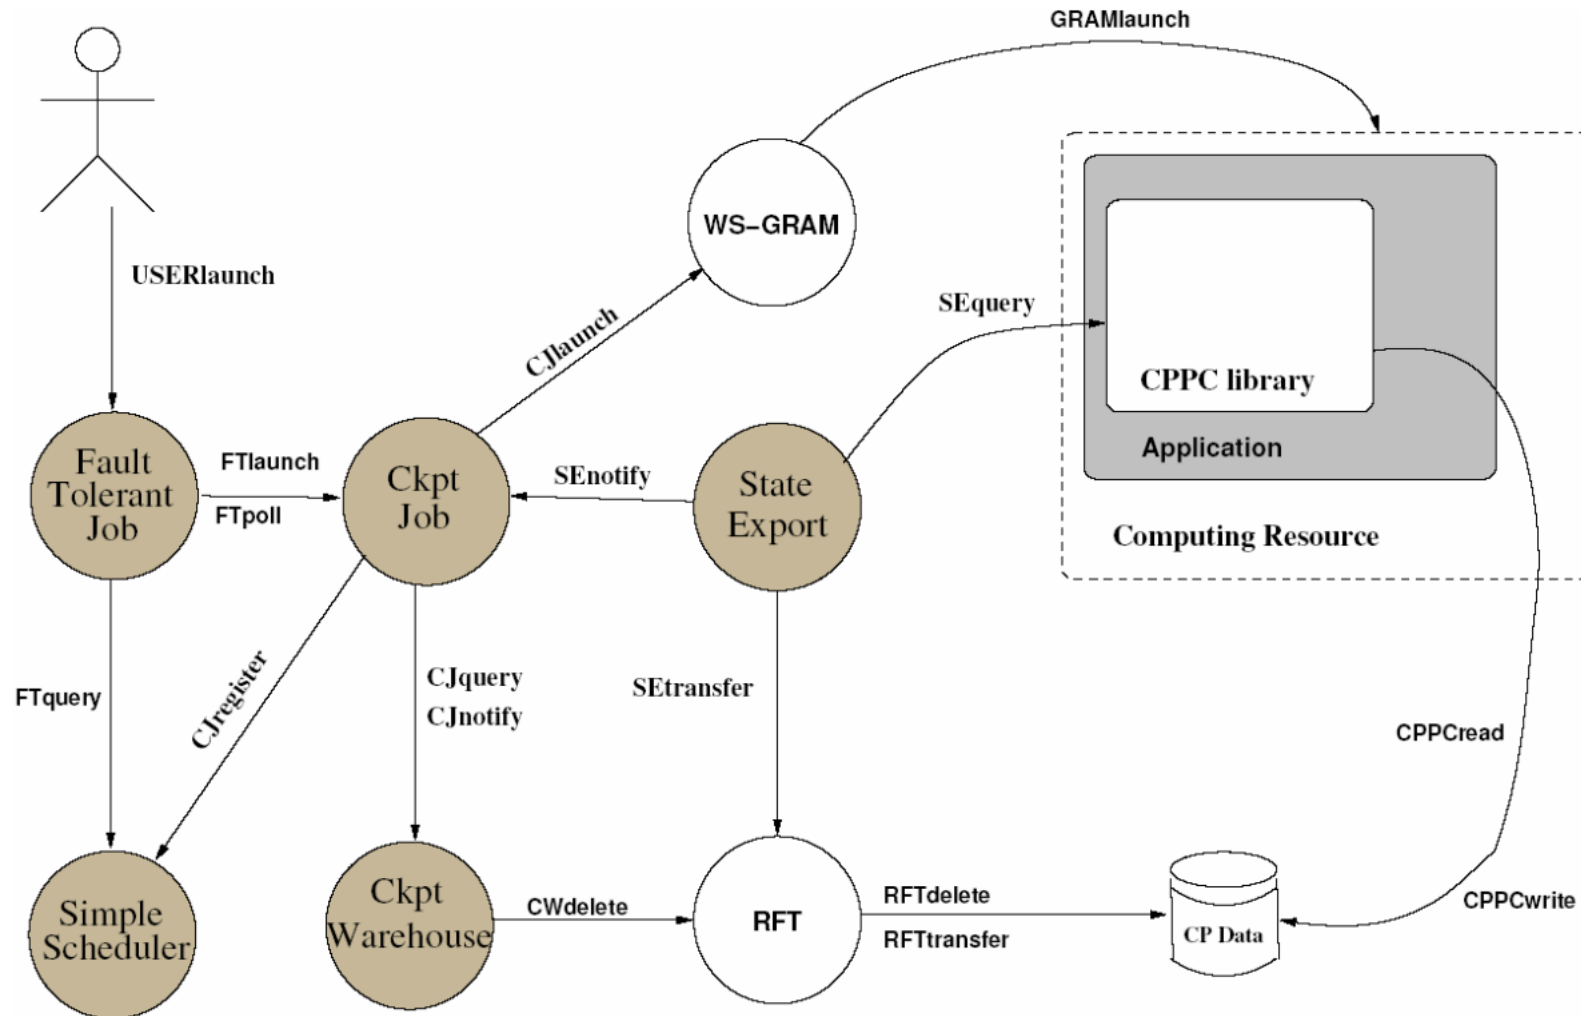 GRAMlaunch
WS-GRAM
USERlaunch
CJlaunch
SEquery
CPPC library
Application
Computing Resource
Fault
Tolerant
Job
FTlaunch
FTpoll
Ckpt
Job
SEnotify
State
Export
FTquery
CJregister
CJquery
CJnotify
SEtransfer
CPPCread
CPPCwrite
Simple
Scheduler
Ckpt
Warehouse
CWdelete
RFT
RFTdelete
RFTtransfer
CP Data